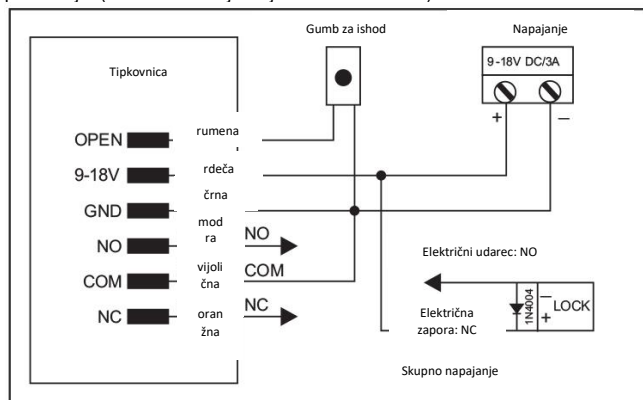 Gumb za ishod
Napajanje
9-18V DC/3A
+
–
Tipkovnica
OPEN
rumena
9-18V
rdeča
GND
črna
NO
mod
ra
NO
COM
vijoli
čna
COM
NC
oran
žna
NC
Električni udarec: NO
Električna
zapora: NC
1N4004
–
+
LOCK
Skupno napajanje